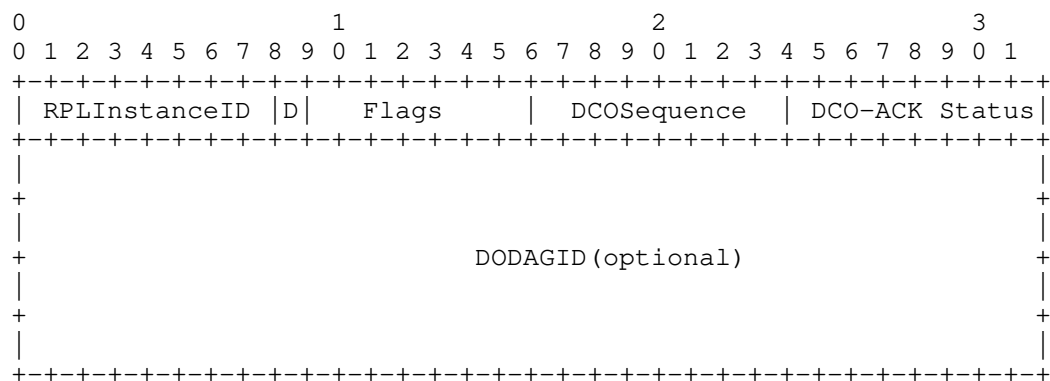 0                   1                   2                   3
0 1 2 3 4 5 6 7 8 9 0 1 2 3 4 5 6 7 8 9 0 1 2 3 4 5 6 7 8 9 0 1
+-+-+-+-+-+-+-+-+-+-+-+-+-+-+-+-+-+-+-+-+-+-+-+-+-+-+-+-+-+-+-+-+
| RPLInstanceID |D|   Flags     |  DCOSequence  | DCO-ACK Status|
+-+-+-+-+-+-+-+-+-+-+-+-+-+-+-+-+-+-+-+-+-+-+-+-+-+-+-+-+-+-+-+-+
|                                                               |
+                                                               +
|                                                               |
+                            DODAGID(optional)                  +
|                                                               |
+                                                               +
|                                                               |
+-+-+-+-+-+-+-+-+-+-+-+-+-+-+-+-+-+-+-+-+-+-+-+-+-+-+-+-+-+-+-+-+